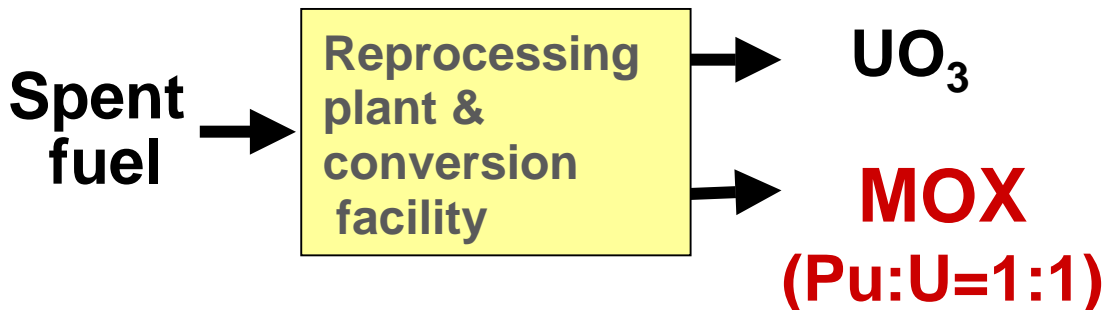 Spent
fuel
Reprocessing
plant &
conversion
facility
UO₃
MOX
(Pu:U=1:1)